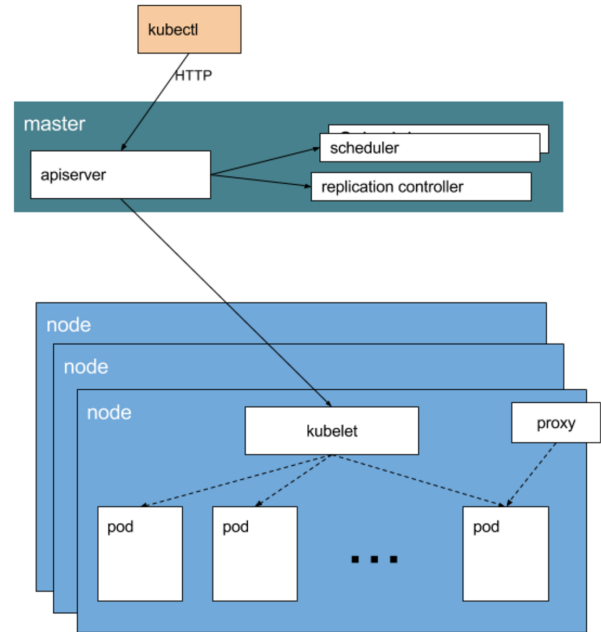 kubectl
HTTP
master
scheduler
apiserver
replication controller
node
node
node
kubelet
proxy
pod
pod
pod